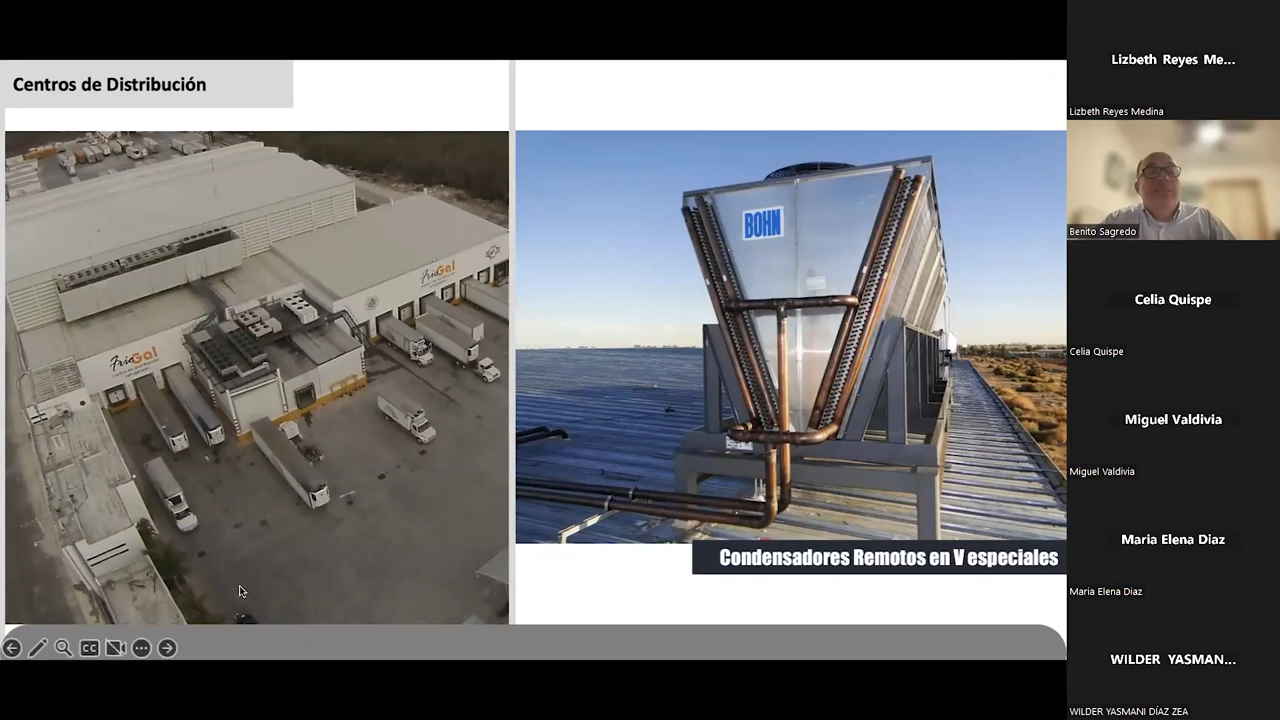 Centros de Distribución
FrioGal
FrioGal
BOHN
Condensadores Remotos en V especiales
CC
Lizbeth Reyes Me...
Lizbeth Reyes Medina
Benito Sagredo
Celia Quispe
Celia Quispe
Miguel Valdivia
Miguel Valdivia
Maria Elena Diaz
Maria Elena Diaz
WILDER YASMAN...
WILDER YASMANI DÍAZ ZEA